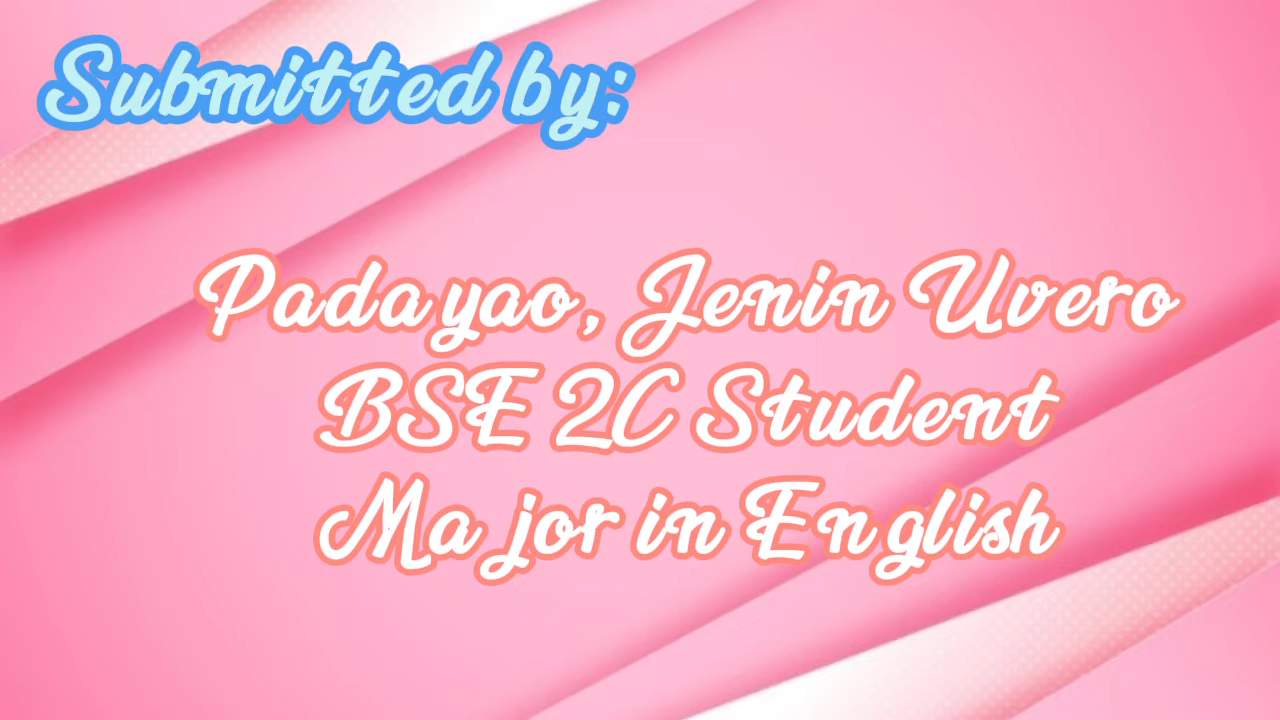 Submitted by:
Padayao, Jenin Uvero
BSE 2C Student
Major in English